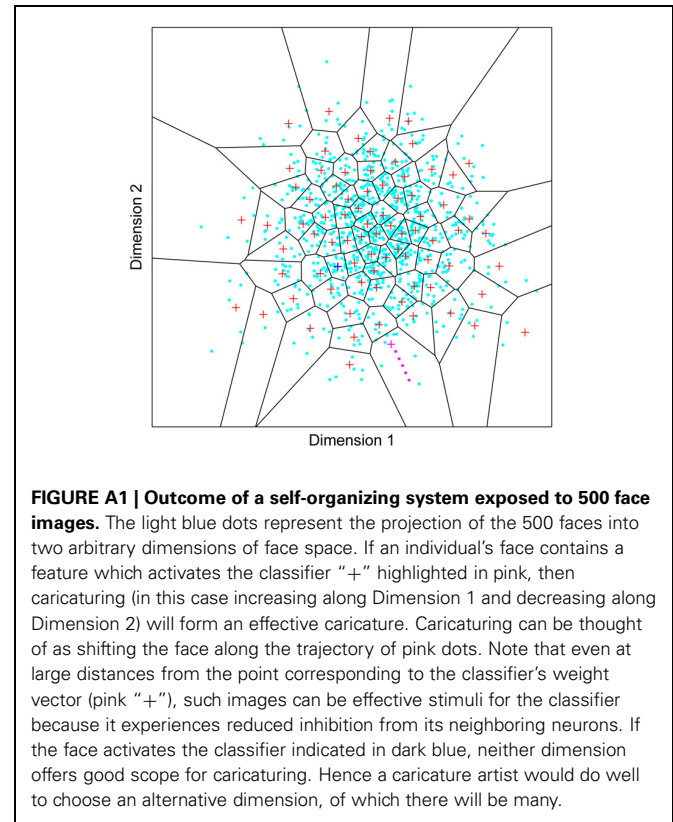 Dimension 2
Dimension 1
FIGURE A1 | Outcome of a self-organizing system exposed to 500 face
images. The light blue dots represent the projection of the 500 faces into
two arbitrary dimensions of face space. If an individual's face contains a
feature which activates the classifier "+" highlighted in pink, then
caricaturing (in this case increasing along Dimension 1 and decreasing along
Dimension 2) will form an effective caricature. Caricaturing can be thought
of as shifting the face along the trajectory of pink dots. Note that even at
large distances from the point corresponding to the classifier's weight
vector (pink "+"), such images can be effective stimuli for the classifier
because it experiences reduced inhibition from its neighboring neurons. If
the face activates the classifier indicated in dark blue, neither dimension
offers good scope for caricaturing. Hence a caricature artist would do well
to choose an alternative dimension, of which there will be many.